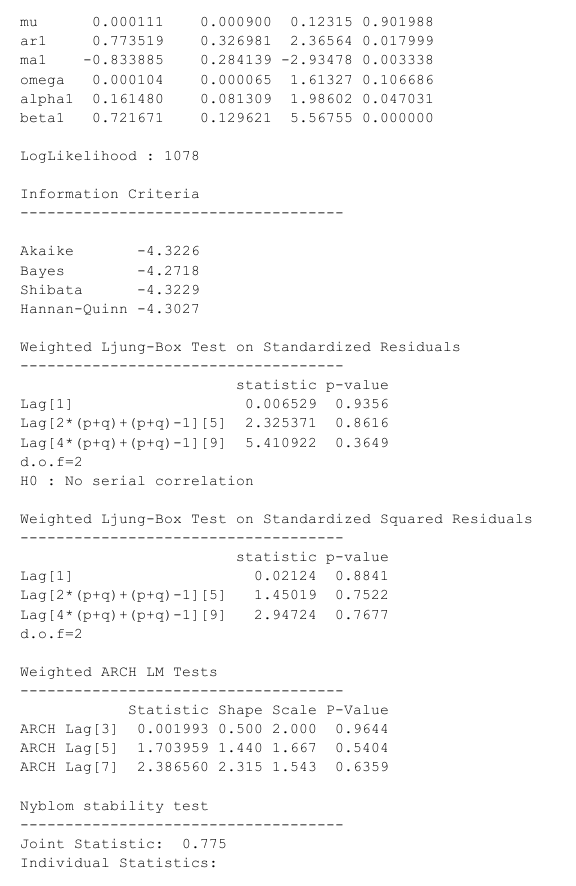 mu 0.000111 0.000900 0.12315 0.901988
ar1 0.773519 0.326981 2.36564 0.017999
ma1 -0.833885 0.284139 -2.93478 0.003338
omega 0.000104 0.000065 1.61327 0.106686
alpha1 0.161480 0.081309 1.98602 0.047031
beta1 0.721671 0.129621 5.56755 0.000000
LogLikelihood : 1078
Information Criteria
------------------------------------
Akaike -4.3226
Bayes -4.2718
Shibata -4.3229
Hannan-Quinn -4.3027
Weighted Ljung-Box Test on Standardized Residuals
------------------------------------
statistic p-value
Lag[1] 0.006529 0.9356
Lag[2*(p+q)+(p+q)-1][5] 2.325371 0.8616
Lag[4*(p+q)+(p+q)-1][9] 5.410922 0.3649
d.o.f=2
H0 : No serial correlation
Weighted Ljung-Box Test on Standardized Squared Residuals
------------------------------------
statistic p-value
Lag[1] 0.02124 0.8841
Lag[2*(p+q)+(p+q)-1][5] 1.45019 0.7522
Lag[4*(p+q)+(p+q)-1][9] 2.94724 0.7677
d.o.f=2
Weighted ARCH LM Tests
------------------------------------
Statistic Shape Scale P-Value
ARCH Lag[3] 0.001993 0.500 2.000 0.9644
ARCH Lag[5] 1.703959 1.440 1.667 0.5404
ARCH Lag[7] 2.386560 2.315 1.543 0.6359
Nyblom stability test
------------------------------------
Joint Statistic: 0.775
Individual Statistics: